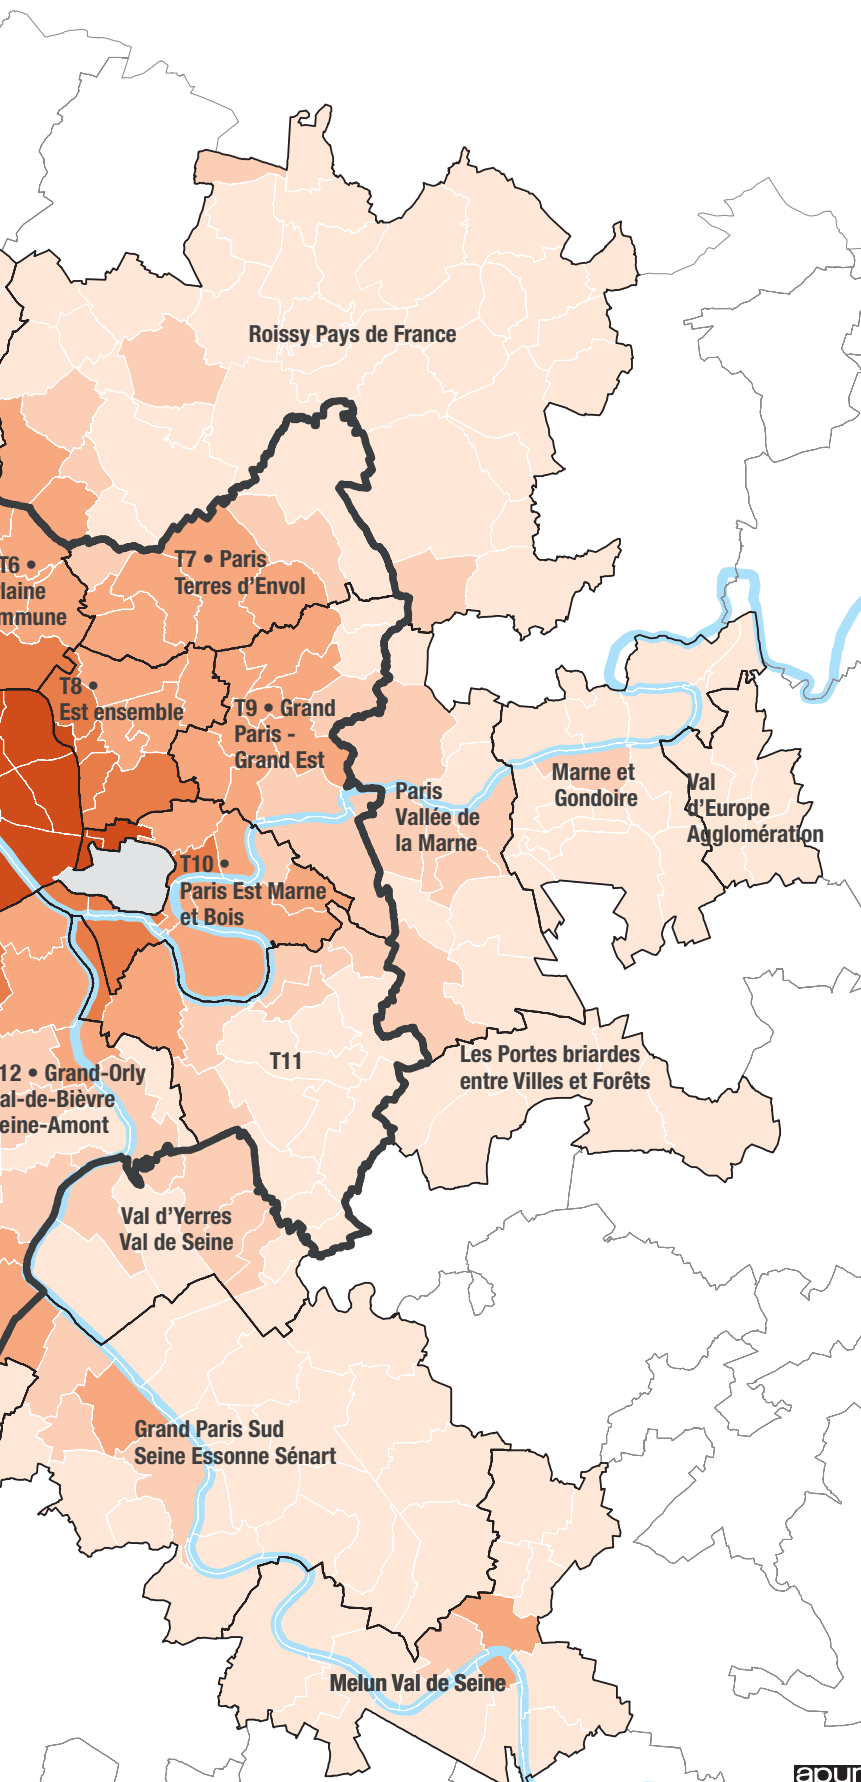 Roissy Pays de France
T6 •
laine
mmune
T7 • Paris
Terres d'Envol
T8 •
Est ensemble
T9 • Grand
Paris -
Grand Est
Paris
Vallée de
la Marne
Marne et
Gondoire
Val
d'Europe
Agglomération
T10 •
Paris Est Marne
et Bois
T11
12 • Grand-Orly
al-de-Bièvre
eine-Amont
Les Portes briardes
entre Villes et Forêts
Val d'Yerres
Val de Seine
Grand Paris Sud
Seine Essonne Sénart
Melun Val de Seine
apur